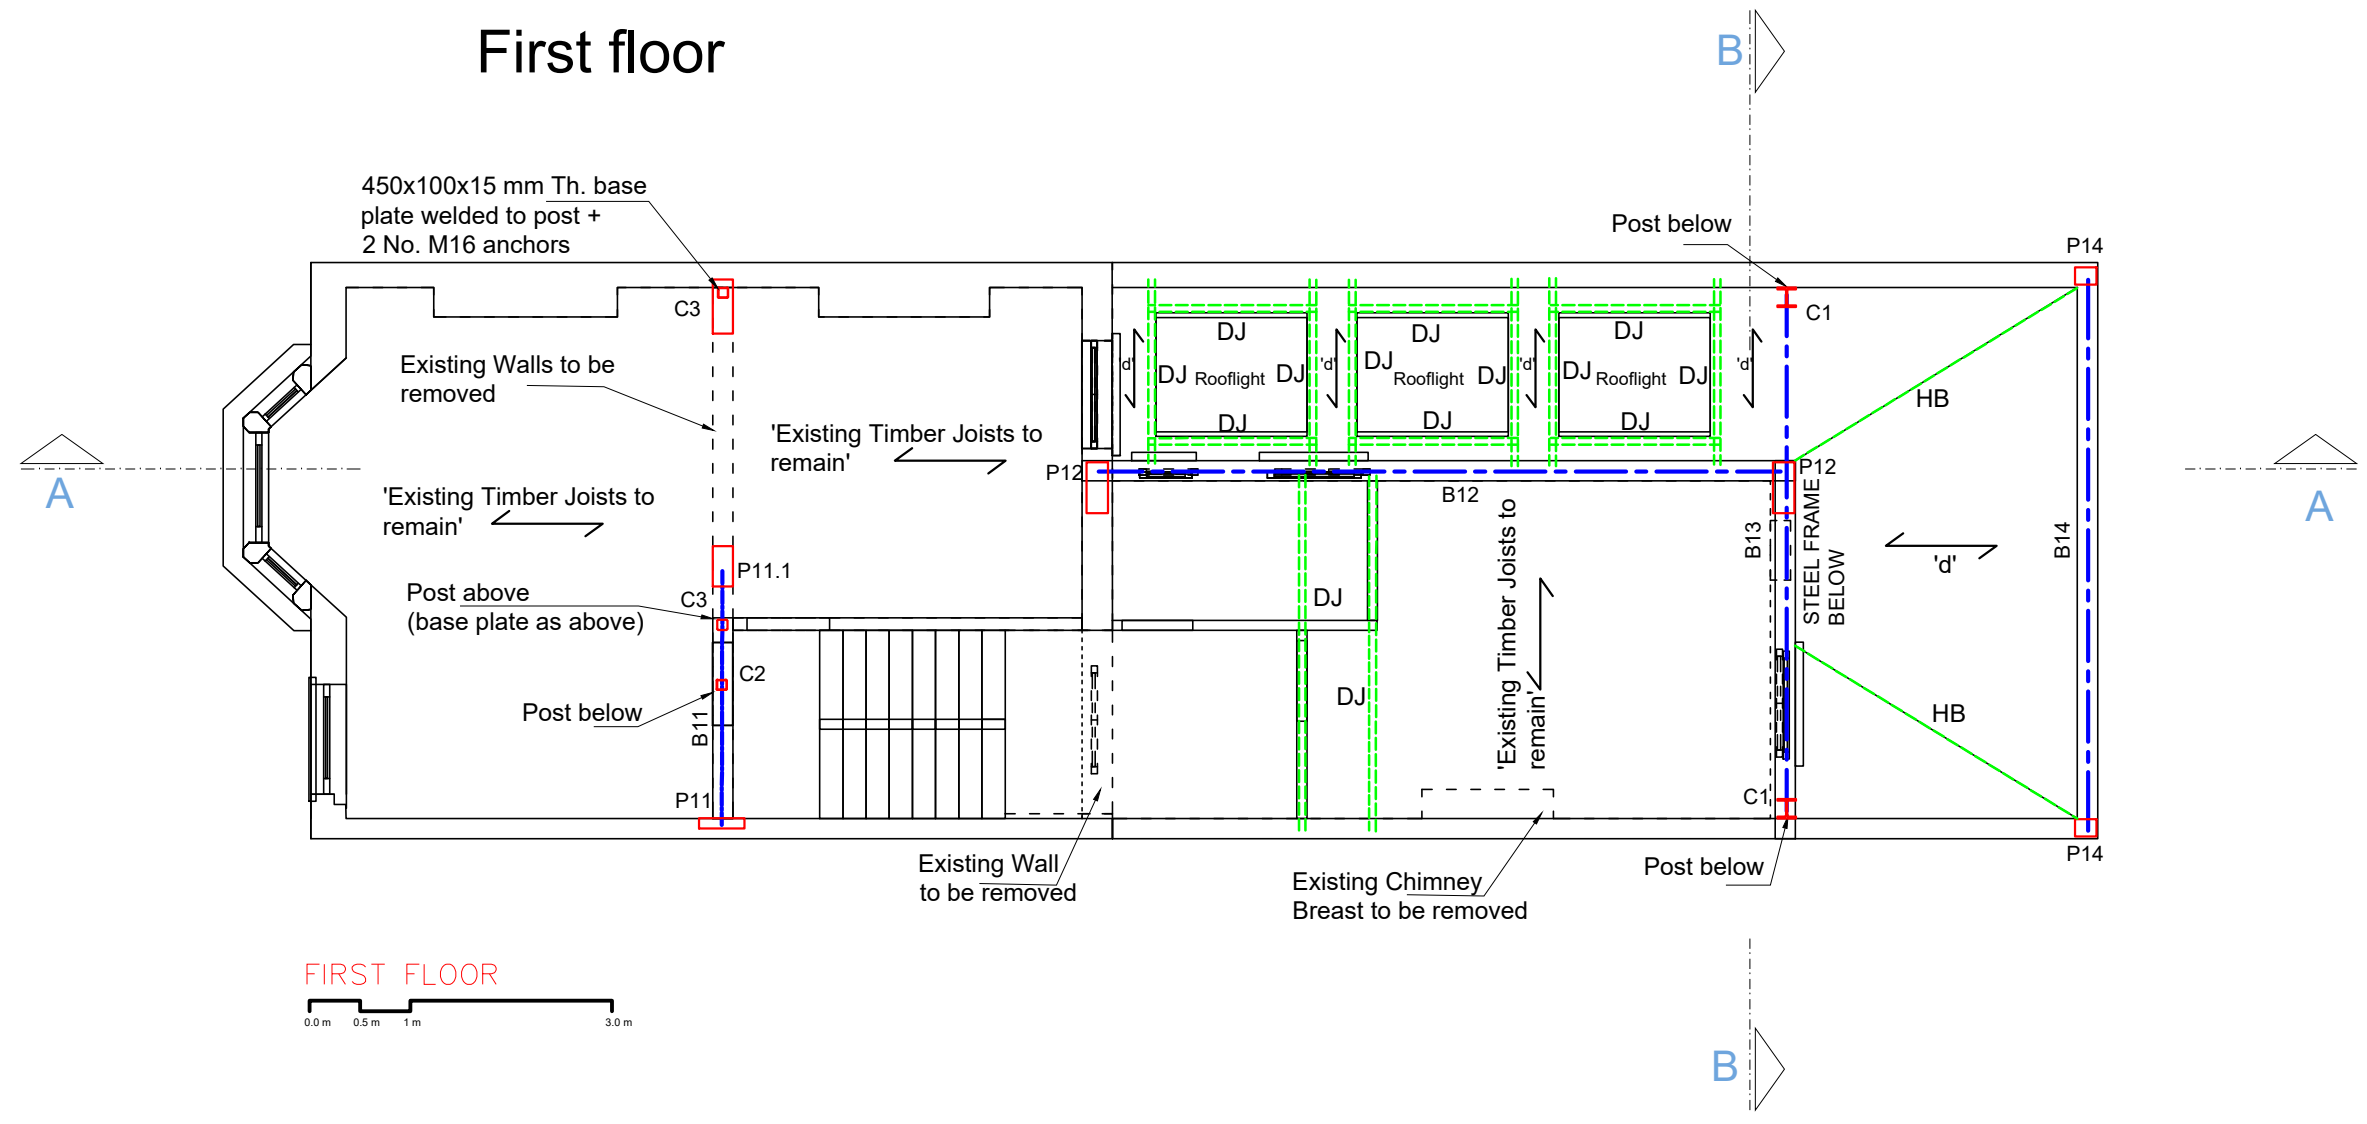 First floor
B
450x100x15 mm Th. base
plate welded to post +
2 No. M16 anchors
Post below
P14
C3
C1
Existing Walls to be
removed
'd'
DJ
DJ
DJ
Rooflight
DJ
DJ
'd'
DJ
DJ
Rooflight
DJ
DJ
'd'
DJ
DJ
Rooflight
DJ
DJ
'd'
HB
'Existing Timber Joists to
remain'
P12
P12
A
'Existing Timber Joists to
remain'
B12
A
'Existing Timber Joists to
remain'
B13
STEEL FRAME
BELOW
'd'
B14
P11.1
Post above
(base plate as above)
C3
DJ
C2
DJ
Post below
B11
HB
P11
C1
Existing Wall
to be removed
Existing Chimney
Breast to be removed
Post below
P14
FIRST FLOOR
0.0 m 0.5 m 1 m 3.0 m
B